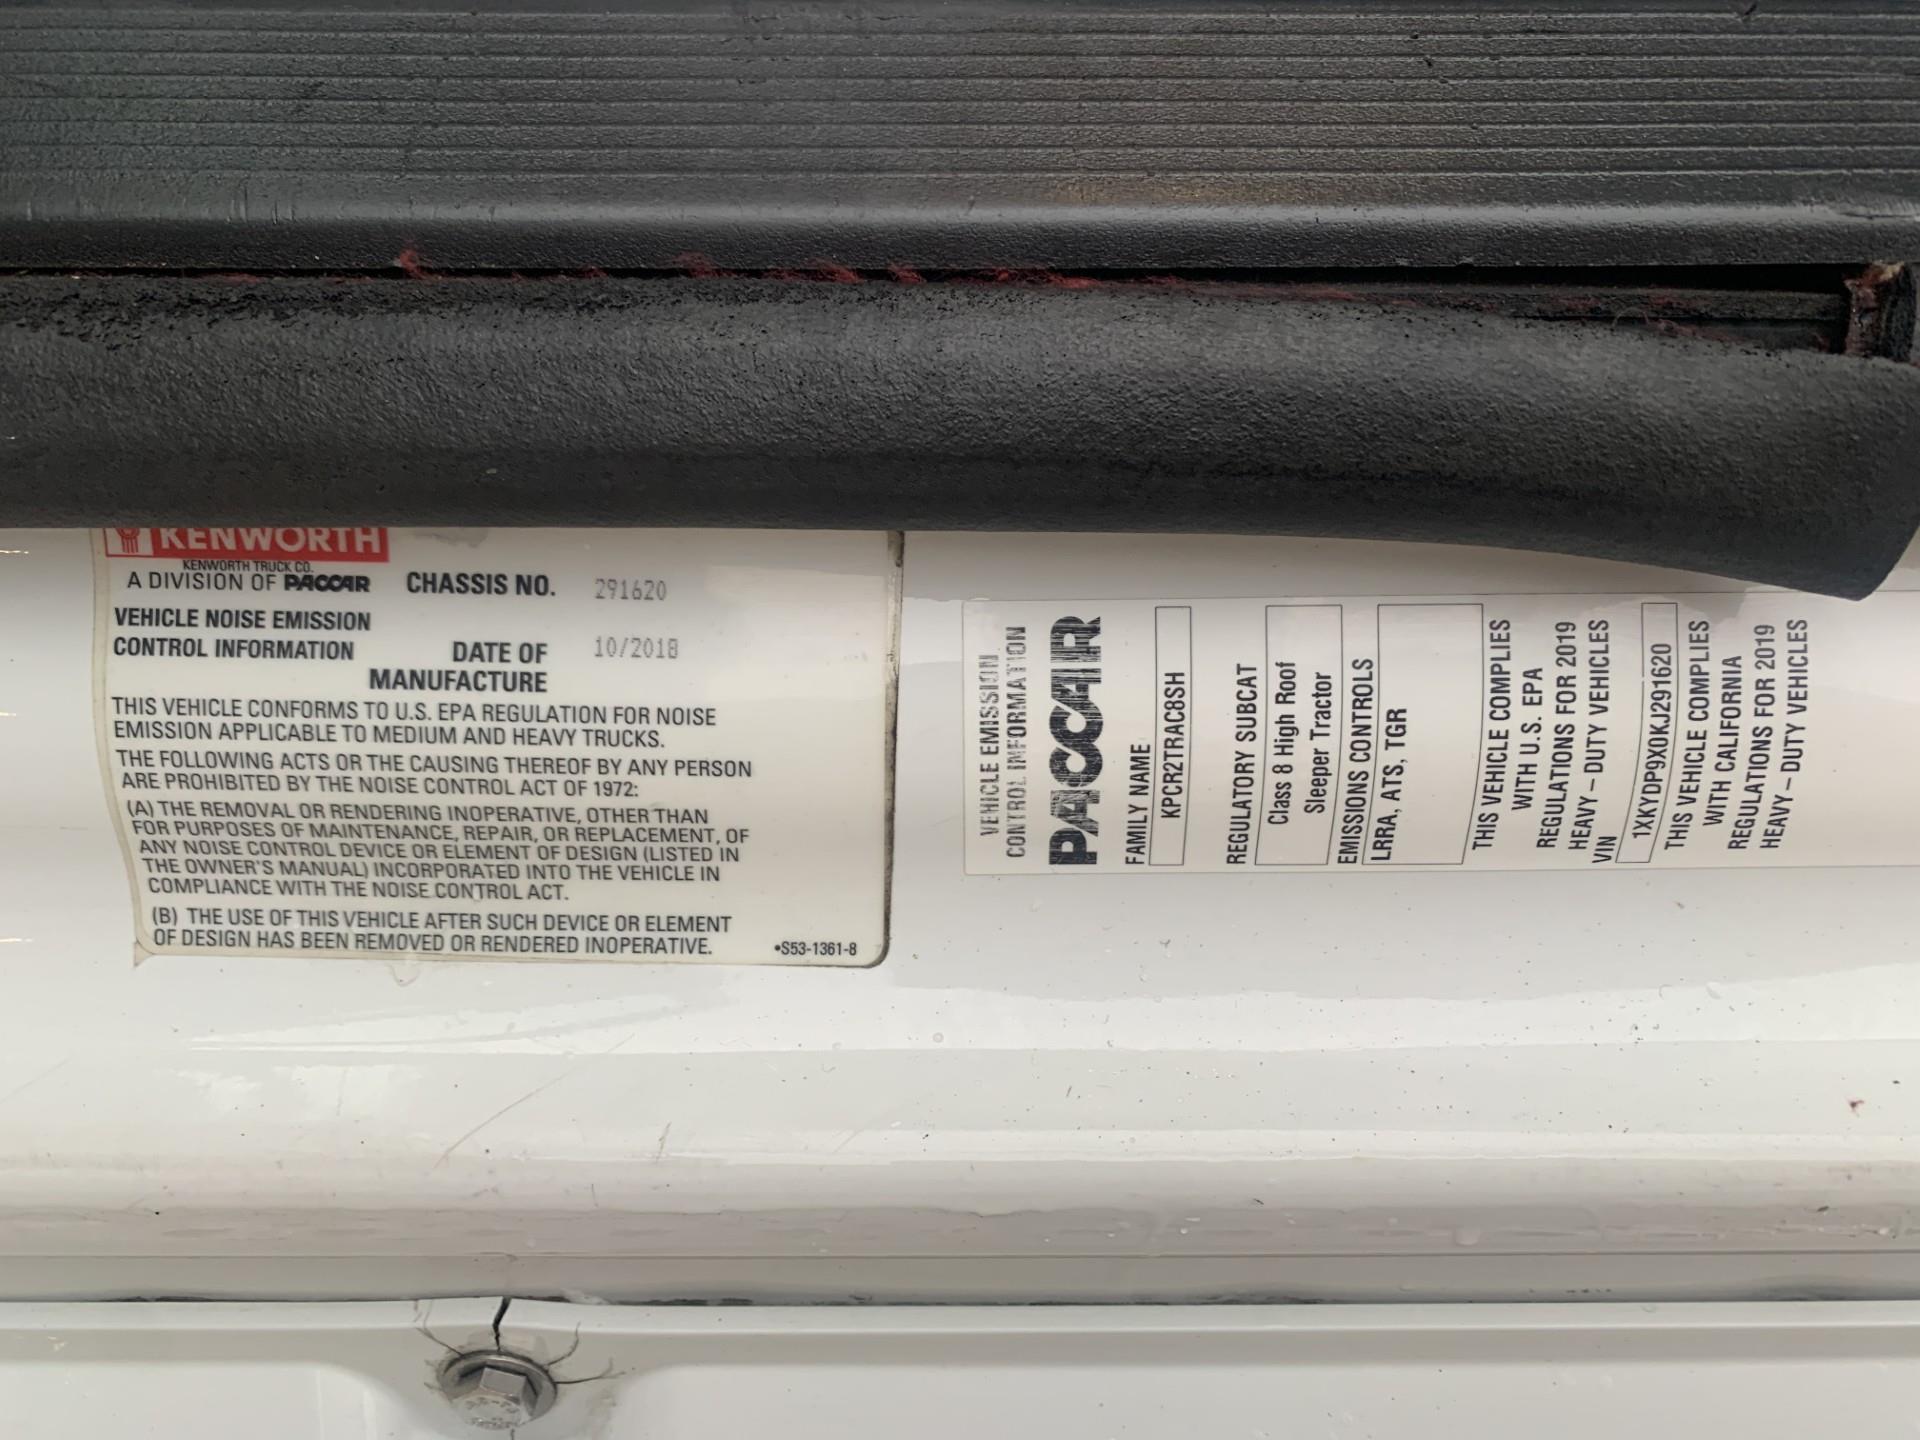 KENWORTH
KENWORTH TRUCK CO.
A DIVISION OF PACCAR CHASSIS NO. 291620
VEHICLE NOISE EMISSION
CONTROL INFORMATION DATE OF 10/2018
MANUFACTURE
THIS VEHICLE CONFORMS TO U.S. EPA REGULATION FOR NOISE
EMISSION APPLICABLE TO MEDIUM AND HEAVY TRUCKS.
THE FOLLOWING ACTS OR THE CAUSING THEREOF BY ANY PERSON
ARE PROHIBITED BY THE NOISE CONTROL ACT OF 1972:
(A) THE REMOVAL OR RENDERING INOPERATIVE, OTHER THAN
FOR PURPOSES OF MAINTENANCE, REPAIR, OR REPLACEMENT, OF
ANY NOISE CONTROL DEVICE OR ELEMENT OF DESIGN (LISTED IN
THE OWNER'S MANUAL) INCORPORATED INTO THE VEHICLE IN
COMPLIANCE WITH THE NOISE CONTROL ACT.
(B) THE USE OF THIS VEHICLE AFTER SUCH DEVICE OR ELEMENT
OF DESIGN HAS BEEN REMOVED OR RENDERED INOPERATIVE.
•S53-1361-8
VEHICLE EMISSION
CONTROL INFORMATION
PACCAR
FAMILY NAME
KPCR2TRAC8SH
REGULATORY SUBCAT
Class 8 High Roof
Sleeper Tractor
EMISSIONS CONTROLS
LRRA, ATS, TGR
THIS VEHICLE COMPLIES
WITH U.S. EPA
REGULATIONS FOR 2019
HEAVY – DUTY VEHICLES
VIN
1XKYDP9X0KJ291620
THIS VEHICLE COMPLIES
WITH CALIFORNIA
REGULATIONS FOR 2019
HEAVY – DUTY VEHICLES